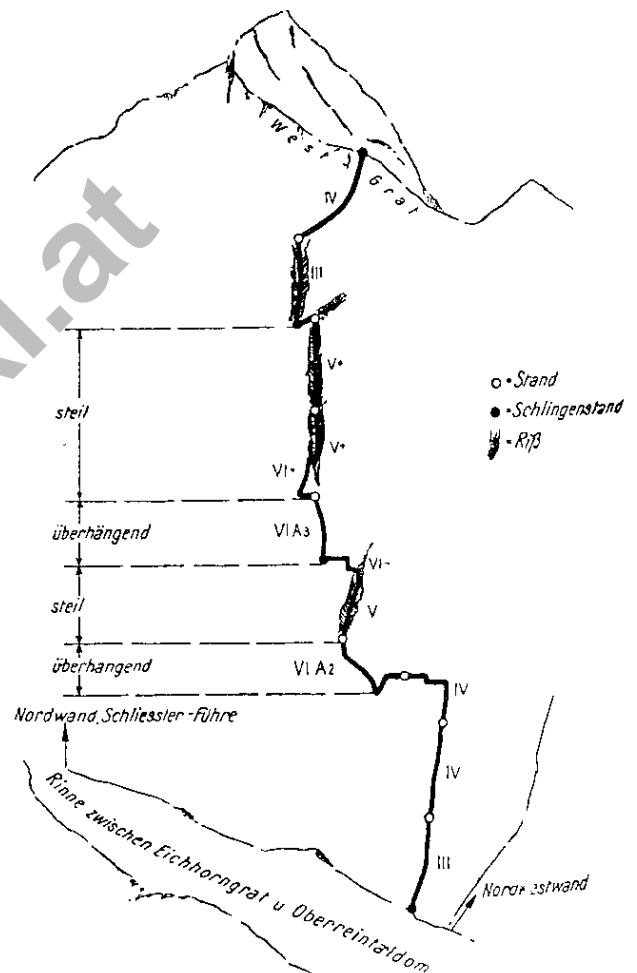 West Grat
IV
III
V+
steil
○ = Stand
● = Schlingenstand
= Riß
V+
VI-
überhängend
VI A3
VI-
steil
V
überhangend
VI A2
IV
Nordwand, Schliessler-Führe
IV
Rinne zwischen Eichhorngrat u Oberreintaldom
III